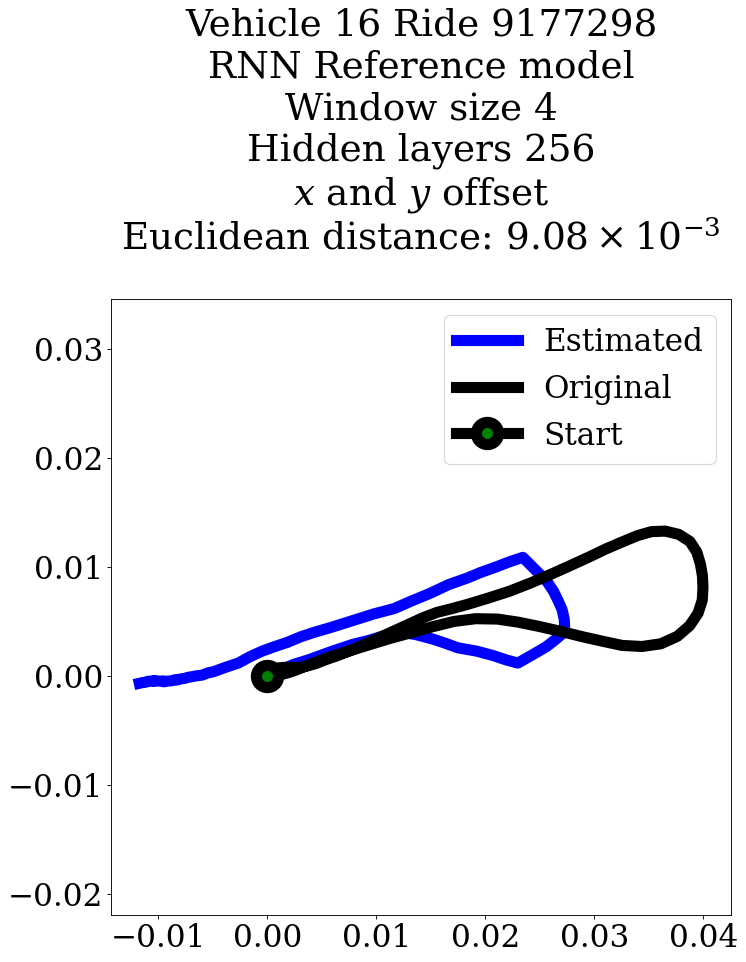 Vehicle 16 Ride 9177298
RNN Reference model
Window size 4
Hidden layers 256
x and y offset
Euclidean distance: 9.08 × 10⁻³
Estimated
Original
Start
0.03
0.02
0.01
0.00
−0.01
−0.02
−0.01 0.00 0.01 0.02 0.03 0.04